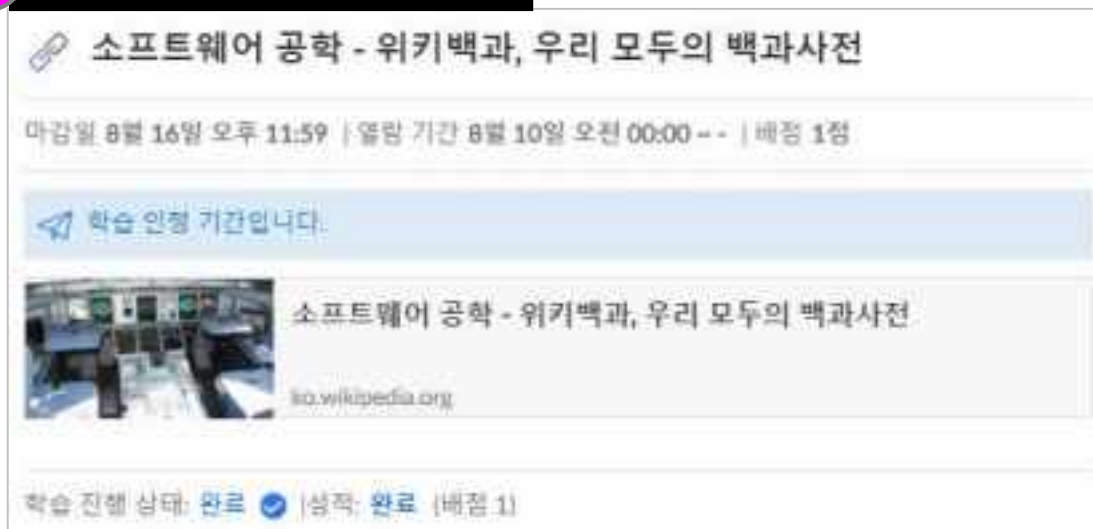 소프트웨어 공학 - 위키백과, 우리 모두의 백과사전
마감일 8월 16일 오후 11:59 | 열람 기간 8월 10일 오전 00:00 ~ - | 배점 1점
학습 인정 기간입니다.
소프트웨어 공학 - 위키백과, 우리 모두의 백과사전
ko.wikipedia.org
학습 진행 상태: 완료 | 성적: 완료 (배점 1)